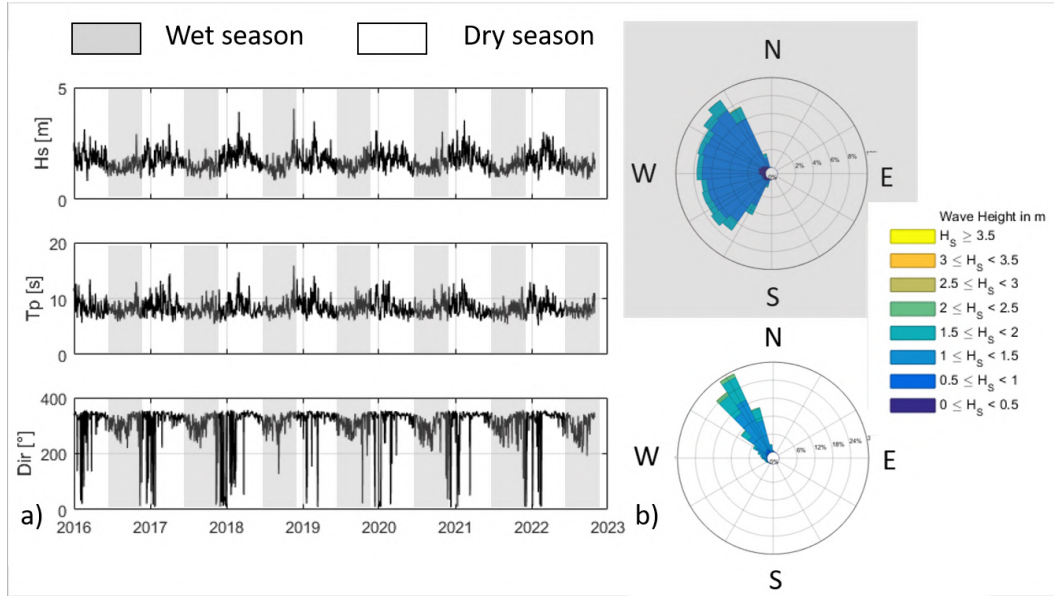 Wet season
Dry season
5
0
Hs [m]
20
10
0
Tp [s]
400
200
0
Dir [°]
2016
2017
2018
2019
2020
2021
2022
2023
a)
N
W
E
S
2%
4%
6%
8%
N
W
E
S
6%
12%
18%
24%
b)
Wave Height in m
H_S ≥ 3.5
3 ≤ H_S < 3.5
2.5 ≤ H_S < 3
2 ≤ H_S < 2.5
1.5 ≤ H_S < 2
1 ≤ H_S < 1.5
0.5 ≤ H_S < 1
0 ≤ H_S < 0.5